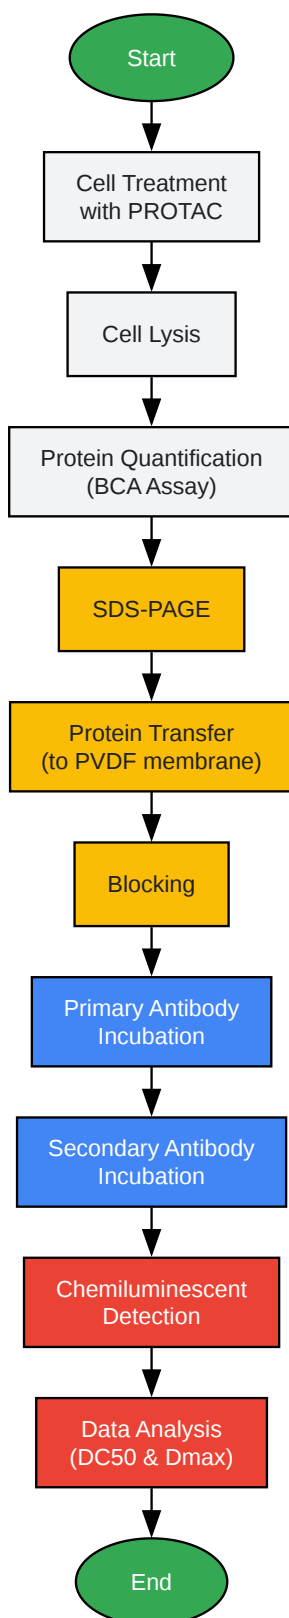 Start
Cell Treatment
with PROTAC
Cell Lysis
Protein Quantification
(BCA Assay)
SDS-PAGE
Protein Transfer
(to PVDF membrane)
Blocking
Primary Antibody
Incubation
Secondary Antibody
Incubation
Chemiluminescent
Detection
Data Analysis
(DC50 & Dmax)
End